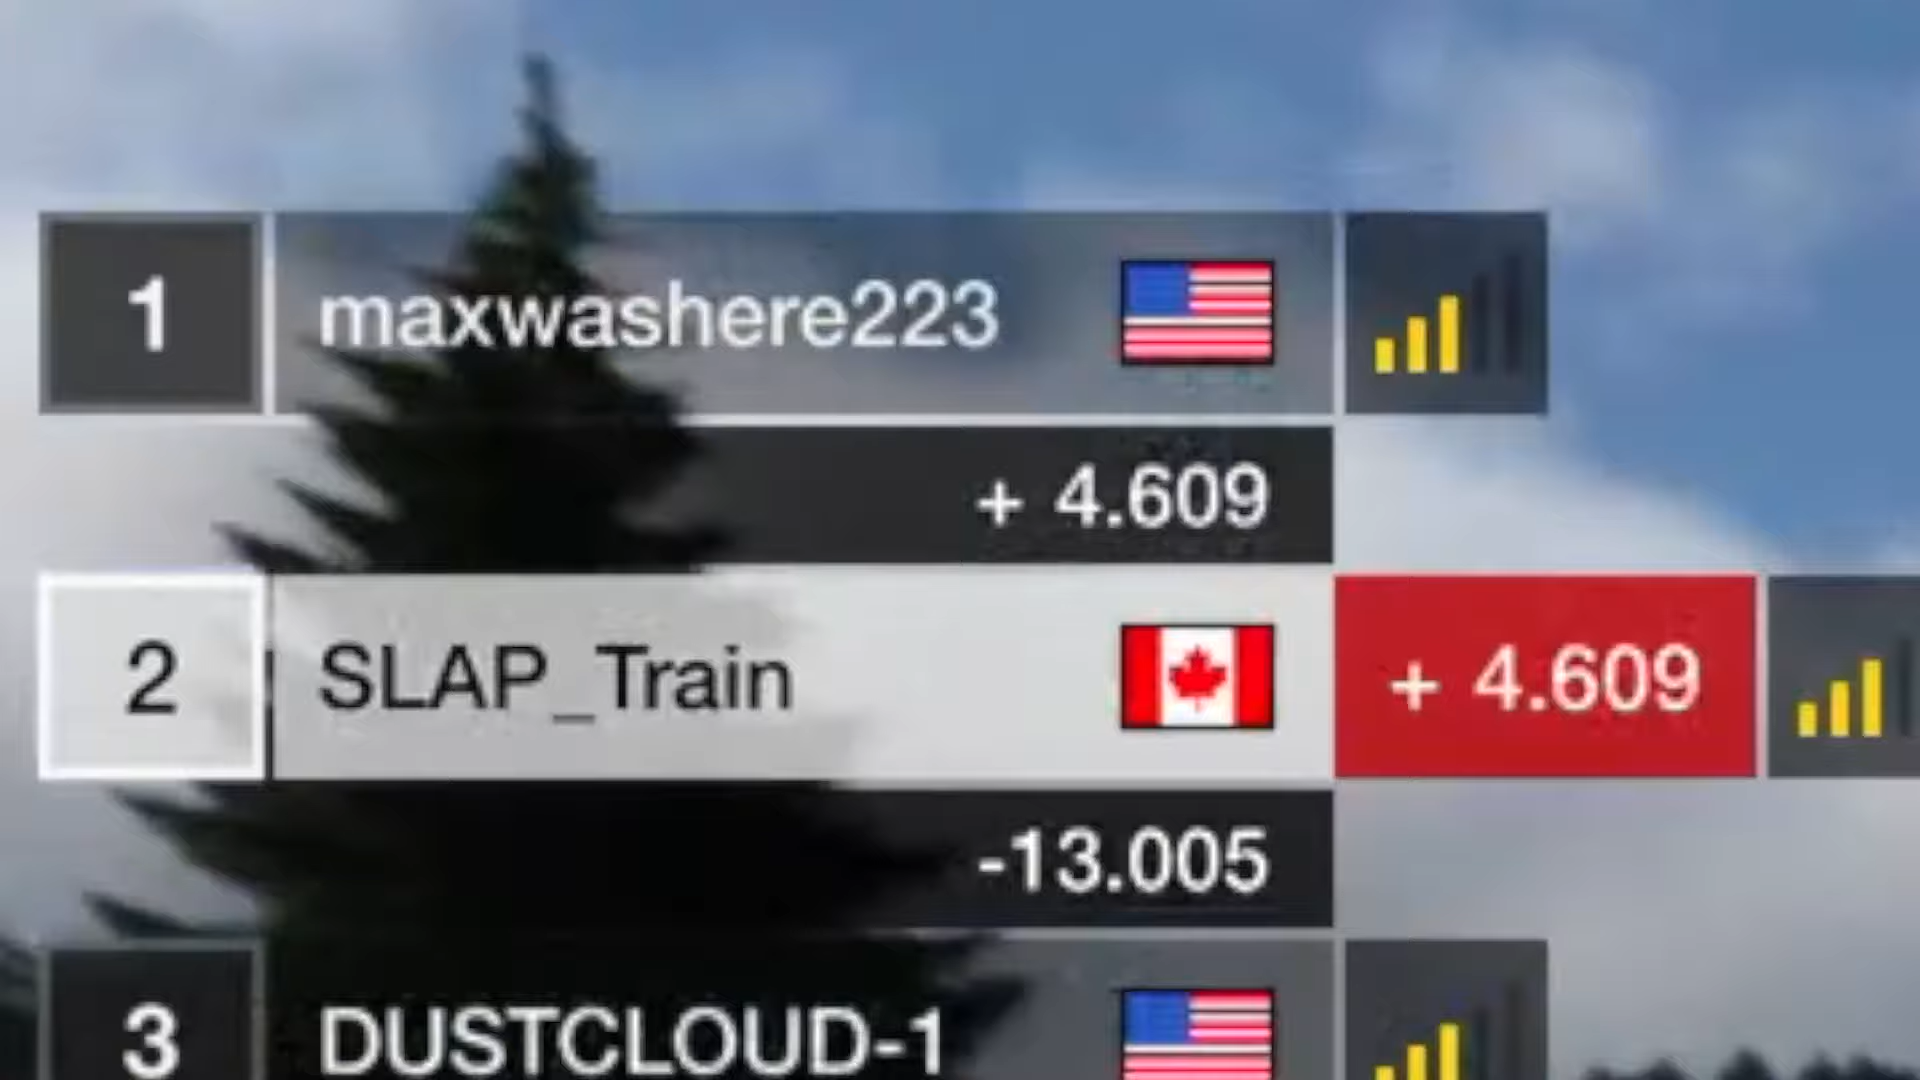 1 maxwashere223
+ 4.609
2 SLAP_Train + 4.609
-13.005
3 DUSTCLOUD-1